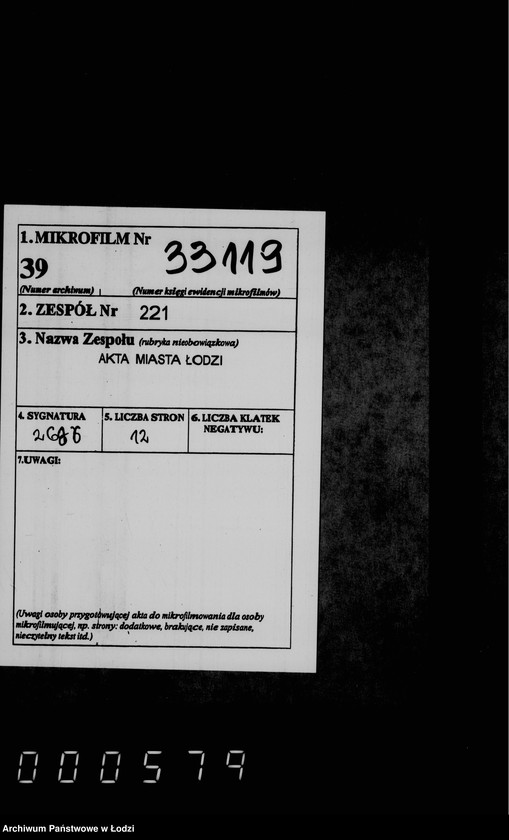 1. MIKROFILM Nr 33119
39
(Numer archiwum) (Numer księgi ewidencji mikrofilmów)
2. ZESPÓŁ Nr 221
3. Nazwa Zespołu (rubryka nieobowiązkowa)
AKTA MIASTA ŁODZI
4. SYGNATURA 5. LICZBA STRON 6. LICZBA KLATEK
NEGATYWU:
12
7.UWAGI:
(Uwagi osoby przygotowującej akta do mikrofilmowania dla osoby
mikrofilmującej, np. strony: dodatkowe, brakujące, nie zapisane,
nieczytelny tekst itd.)
000579
Archiwum Państwowe w Łodzi